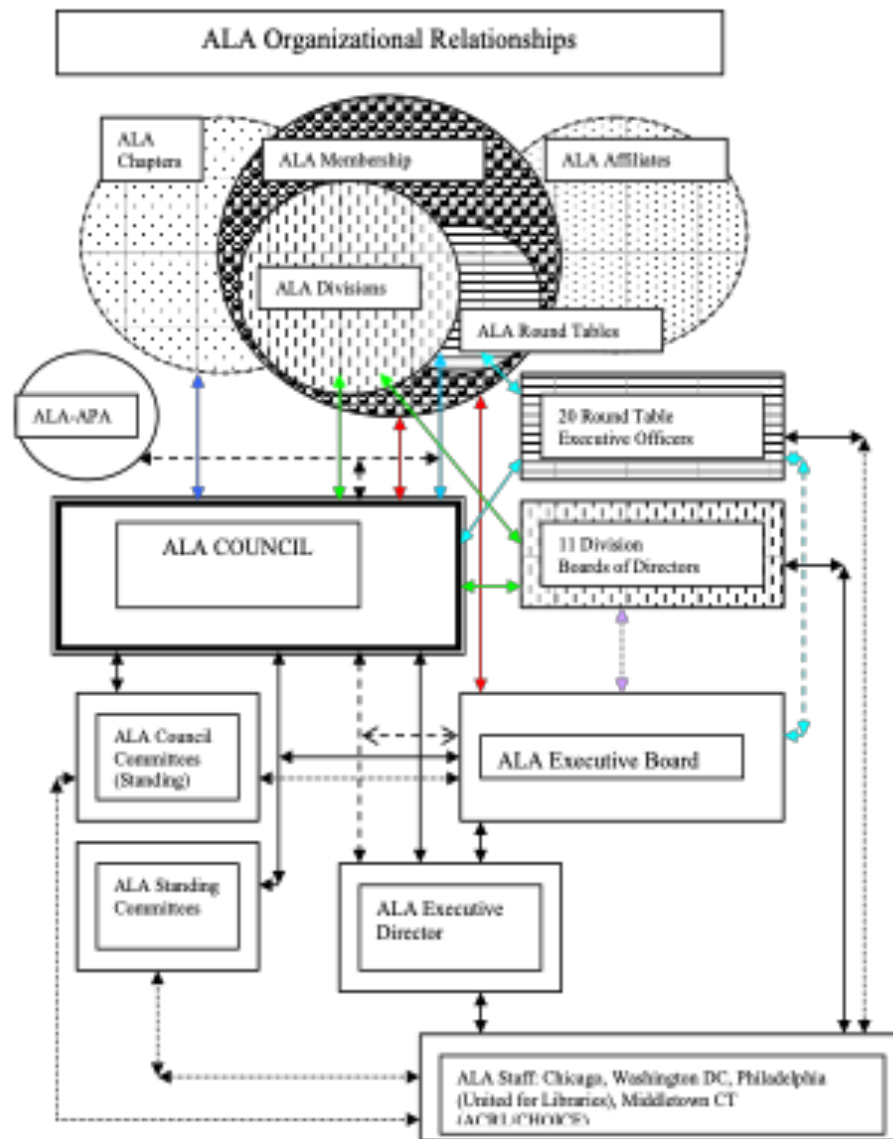 ALA Organizational Relationships
ALA
Chapters
ALA Membership
ALA Affiliates
ALA Divisions
ALA Round Tables
ALA-APA
20 Round Table
Executive Officers
ALA COUNCIL
11 Division
Boards of Directors
ALA Council
Committees
(Standing)
ALA Executive Board
ALA Standing
Committees
ALA Executive
Director
ALA Staff: Chicago, Washington DC, Philadelphia
(United for Libraries), Middletown CT
(ACRL/CHOICE)